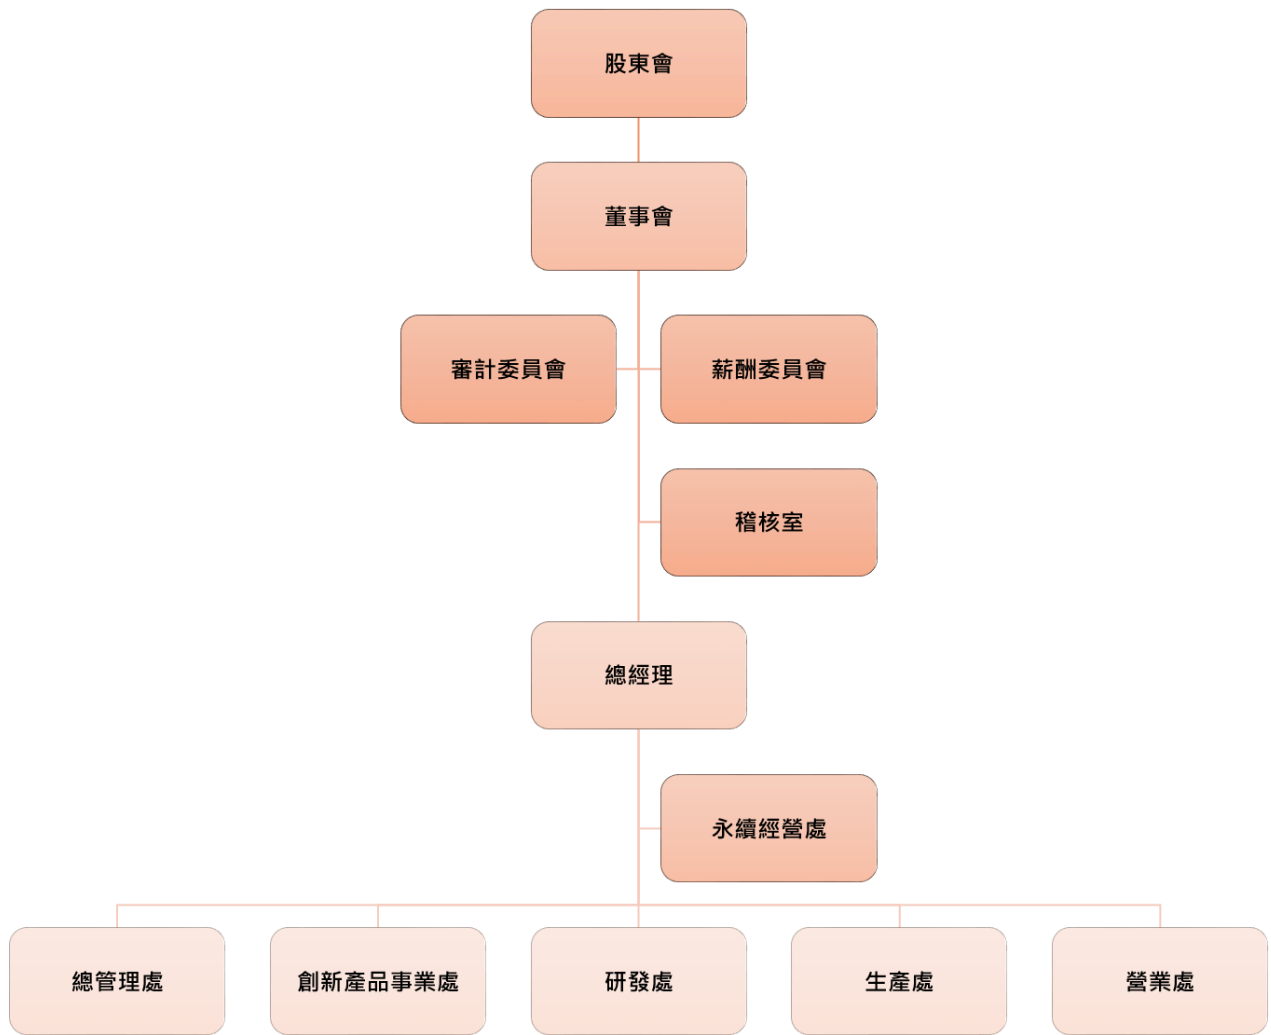 股東會
董事會
審計委員會
薪酬委員會
稽核室
總經理
永續經營處
總管理處
創新產品事業處
研發處
生產處
營業處